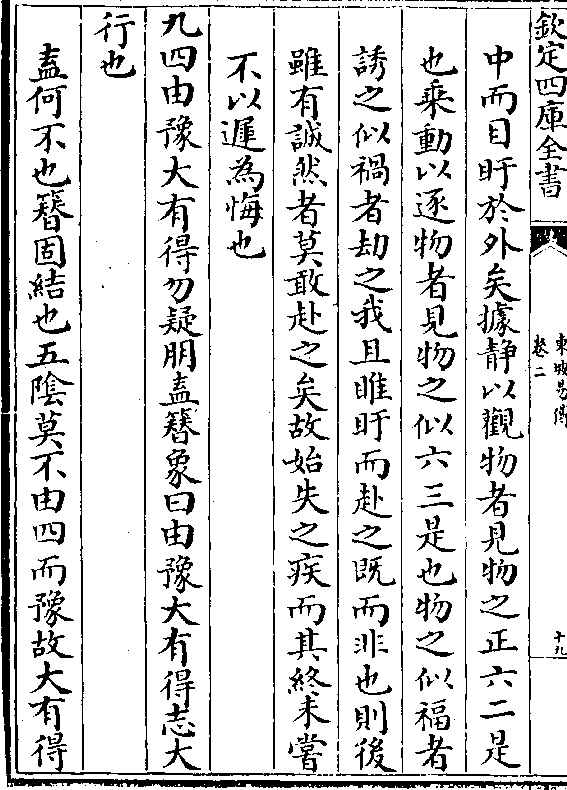 欽定四庫全書
東坡易傳
卷二
十九
中而目盱於外矣據静以觀物者見物之正六二是
也乘動以逐物者見物之似六三是也物之似福者
誘之似禍者劫之我且睢盱而赴之既而非也則後
雖有誠然者莫敢赴之矣故始失之疾而其終未嘗
不以遲為悔也
九四由豫大有得勿疑朋盍簪象曰由豫大有得志大
行也
盍何不也簪固結也五陰莫不由四而豫故大有得